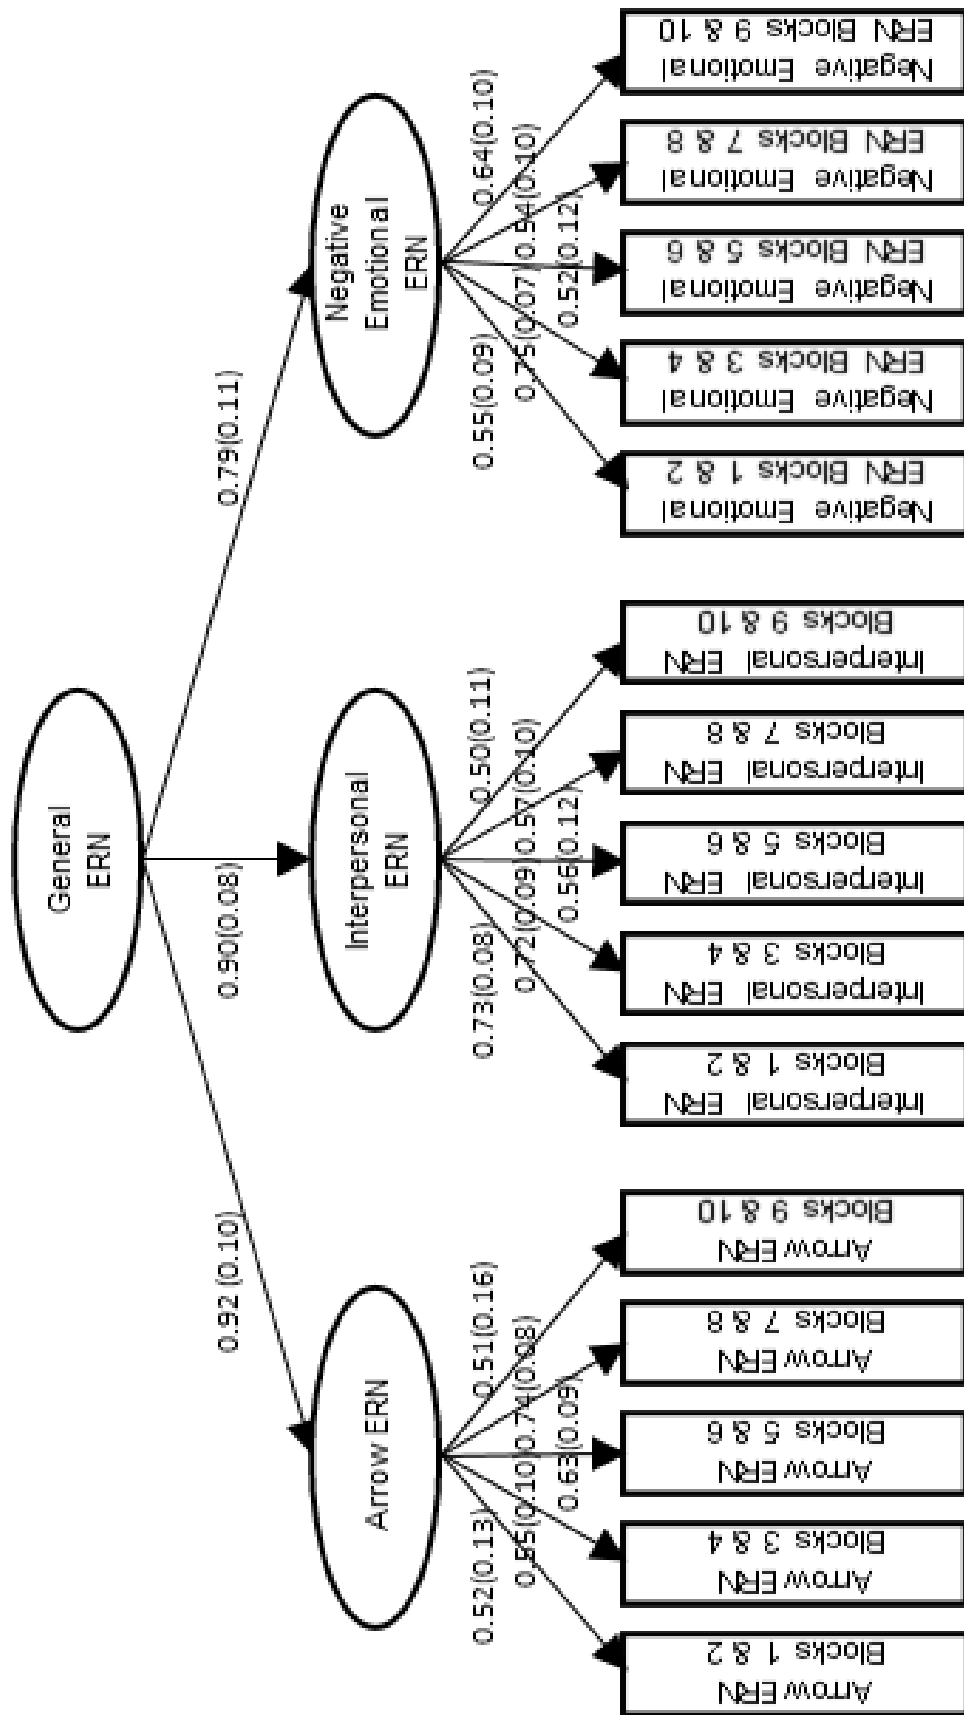 General
ERN
0.92 (0.10)
0.90(0.08)
0.79(0.11)
Arrow ERN
Interpersonal
ERN
Negative
Emotional
ERN
0.52(0.13)
0.55(0.10)
0.63(0.09)
0.74(0.08)
0.51(0.16)
0.73(0.08)
0.72(0.09)
0.56(0.12)
0.57(0.10)
0.50(0.11)
0.55(0.09)
0.75(0.07)
0.52(0.12)
0.54(0.10)
0.64(0.10)
Arrow ERN
Blocks 1 & 2
Arrow ERN
Blocks 3 & 4
Arrow ERN
Blocks 5 & 6
Arrow ERN
Blocks 7 & 8
Arrow ERN
Blocks 9 & 10
Interpersonal ERN
Blocks 1 & 2
Interpersonal ERN
Blocks 3 & 4
Interpersonal ERN
Blocks 5 & 6
Interpersonal ERN
Blocks 7 & 8
Interpersonal ERN
Blocks 9 & 10
Negative Emotional
ERN Blocks 1 & 2
Negative Emotional
ERN Blocks 3 & 4
Negative Emotional
ERN Blocks 5 & 6
Negative Emotional
ERN Blocks 7 & 8
Negative Emotional
ERN Blocks 9 & 10